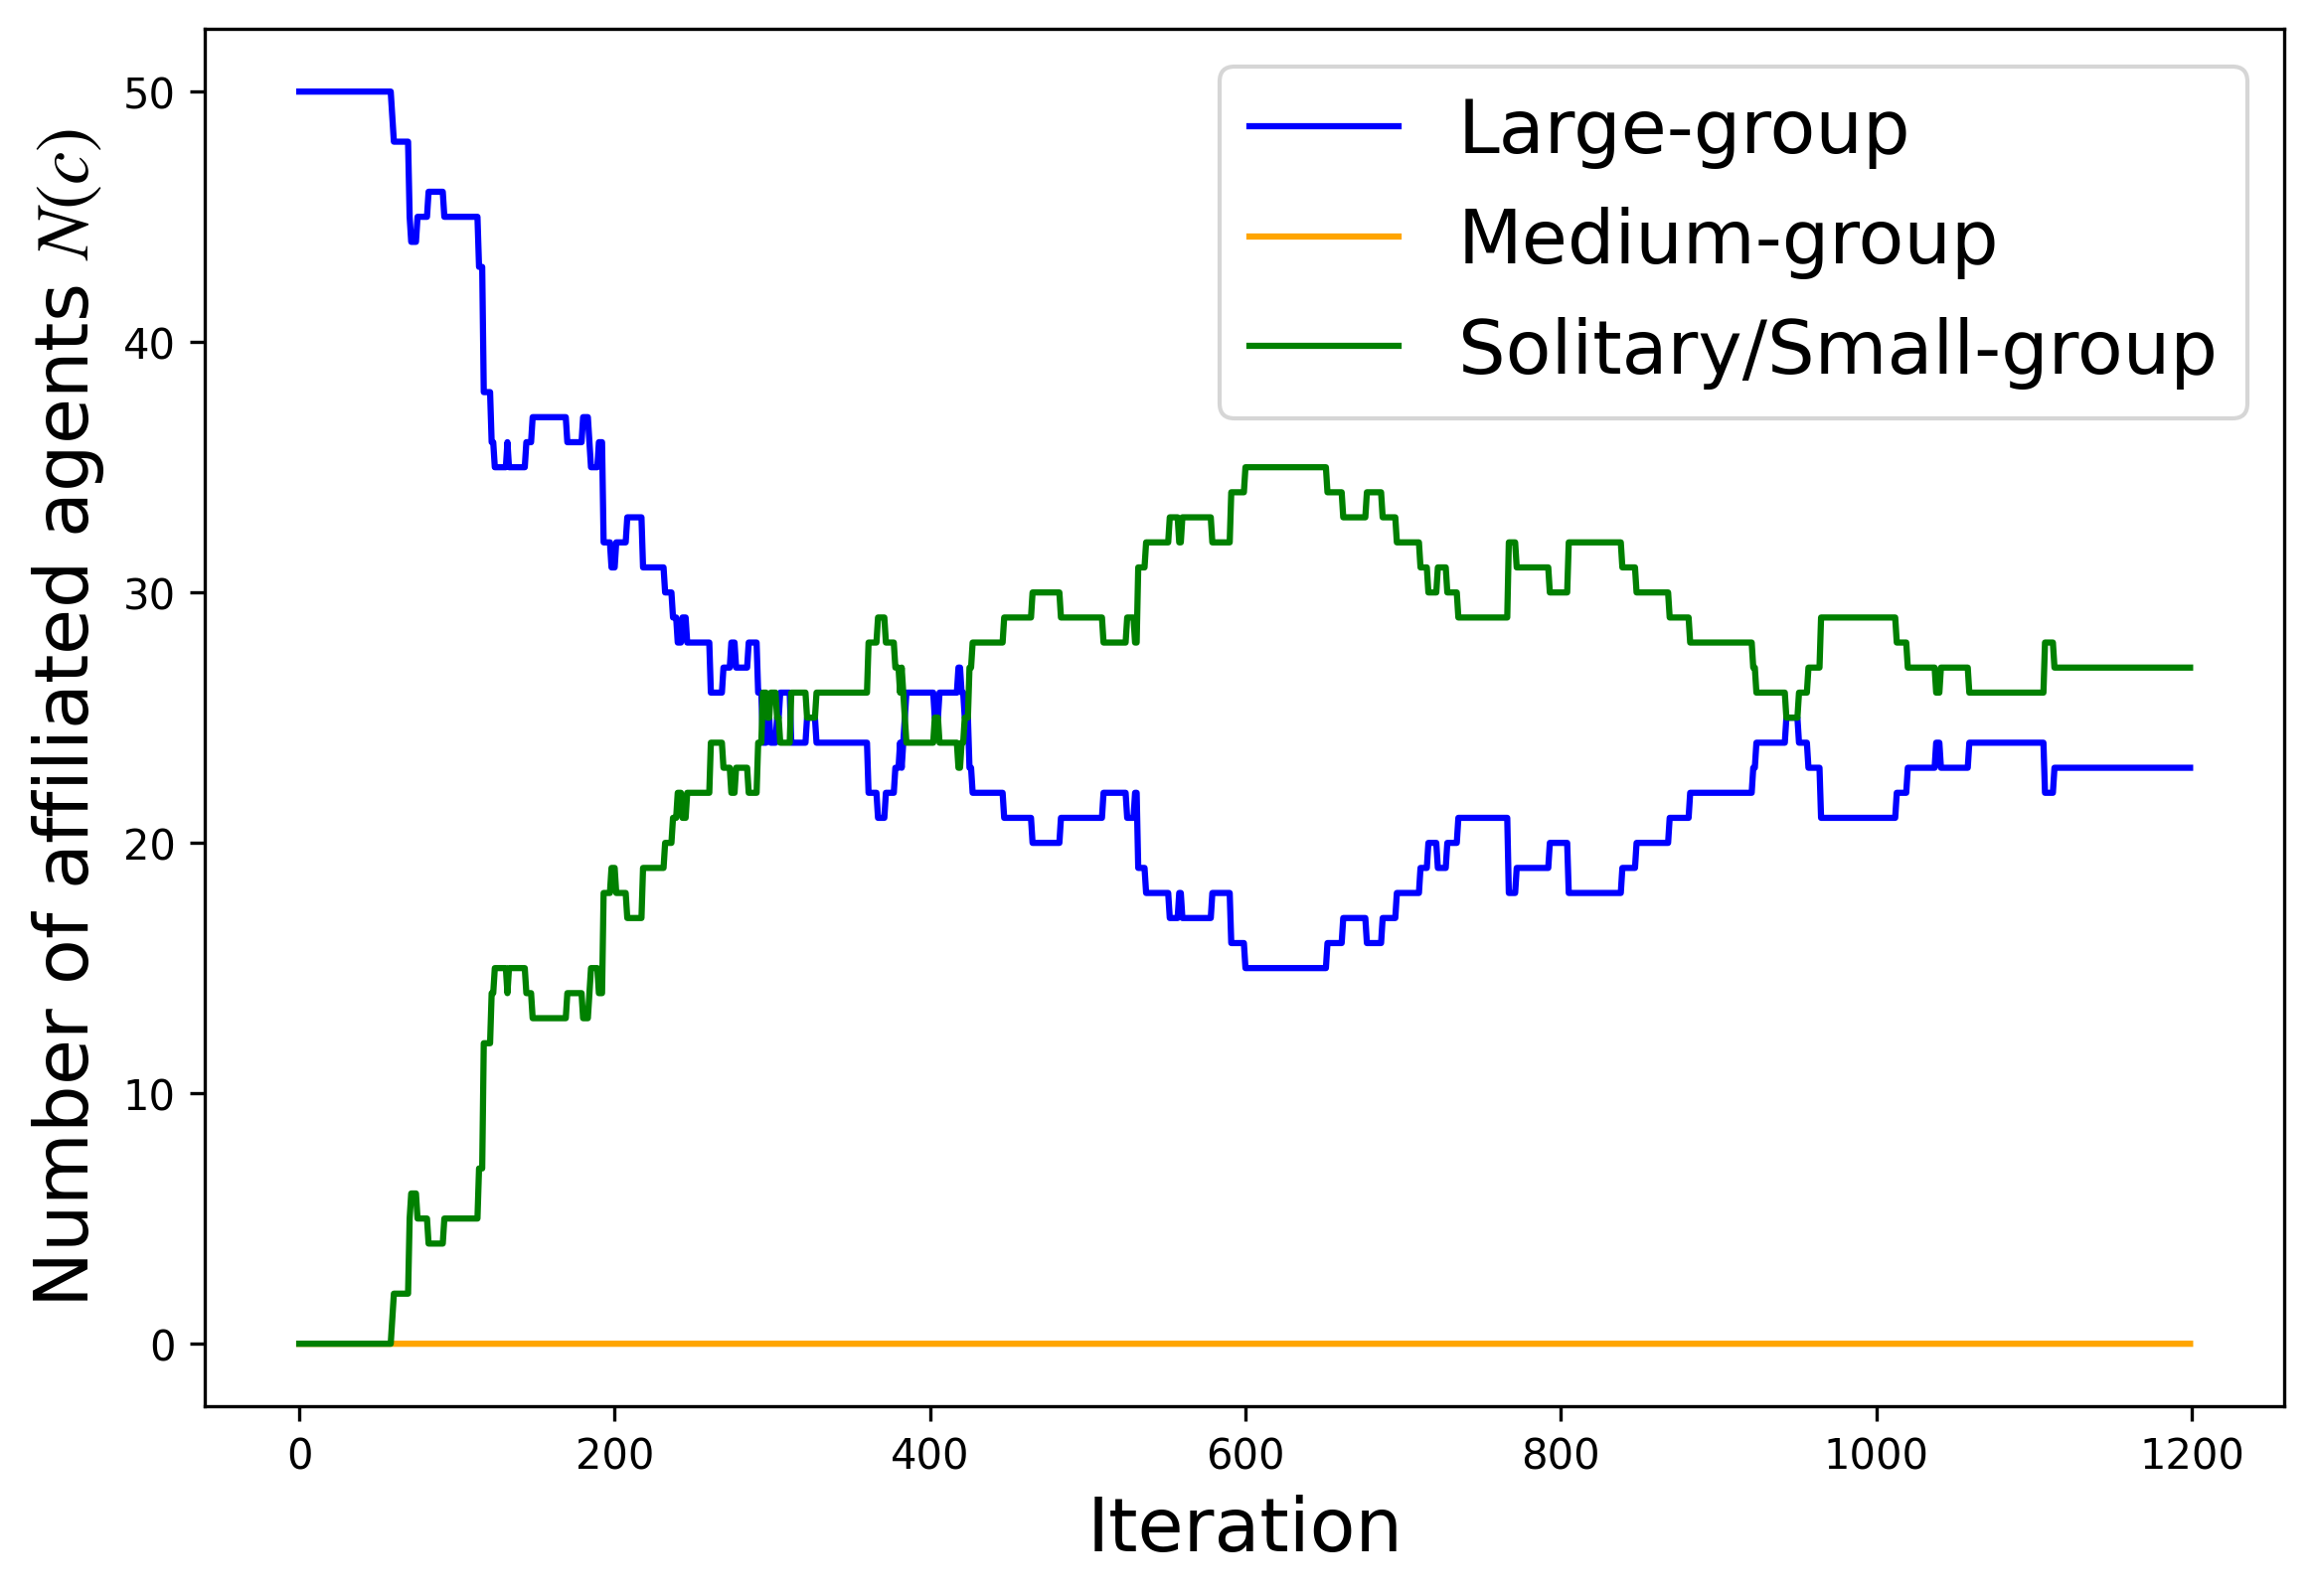 Number of affiliated agents N(c)
50
40
30
20
10
0
Large-group
Medium-group
Solitary/Small-group
0 200 400 600 800 1000 1200
Iteration